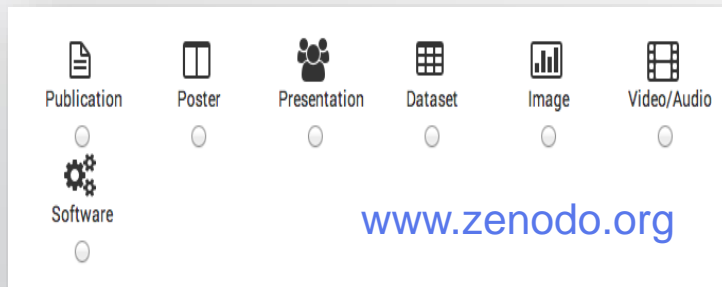 Publication Poster Presentation Dataset Image Video/Audio
Software
www.zenodo.org